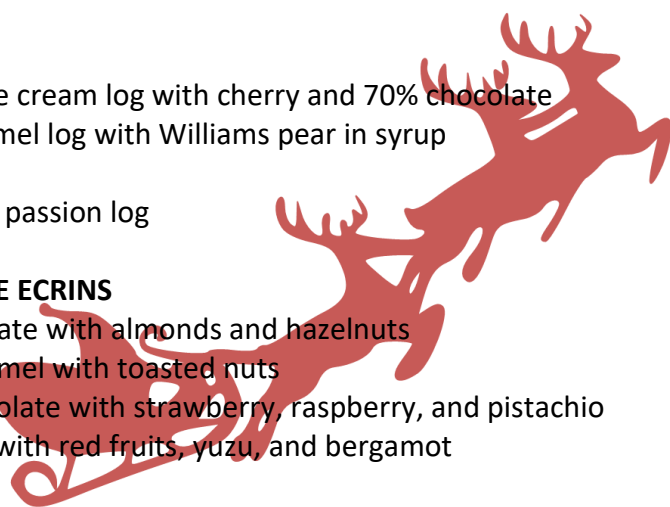 e cream log with cherry and 70% chocolate
mel log with Williams pear in syrup
passion log
E ECRINS
ate with almonds and hazelnuts
mel with toasted nuts
olate with strawberry, raspberry, and pistachio
with red fruits, yuzu, and bergamot